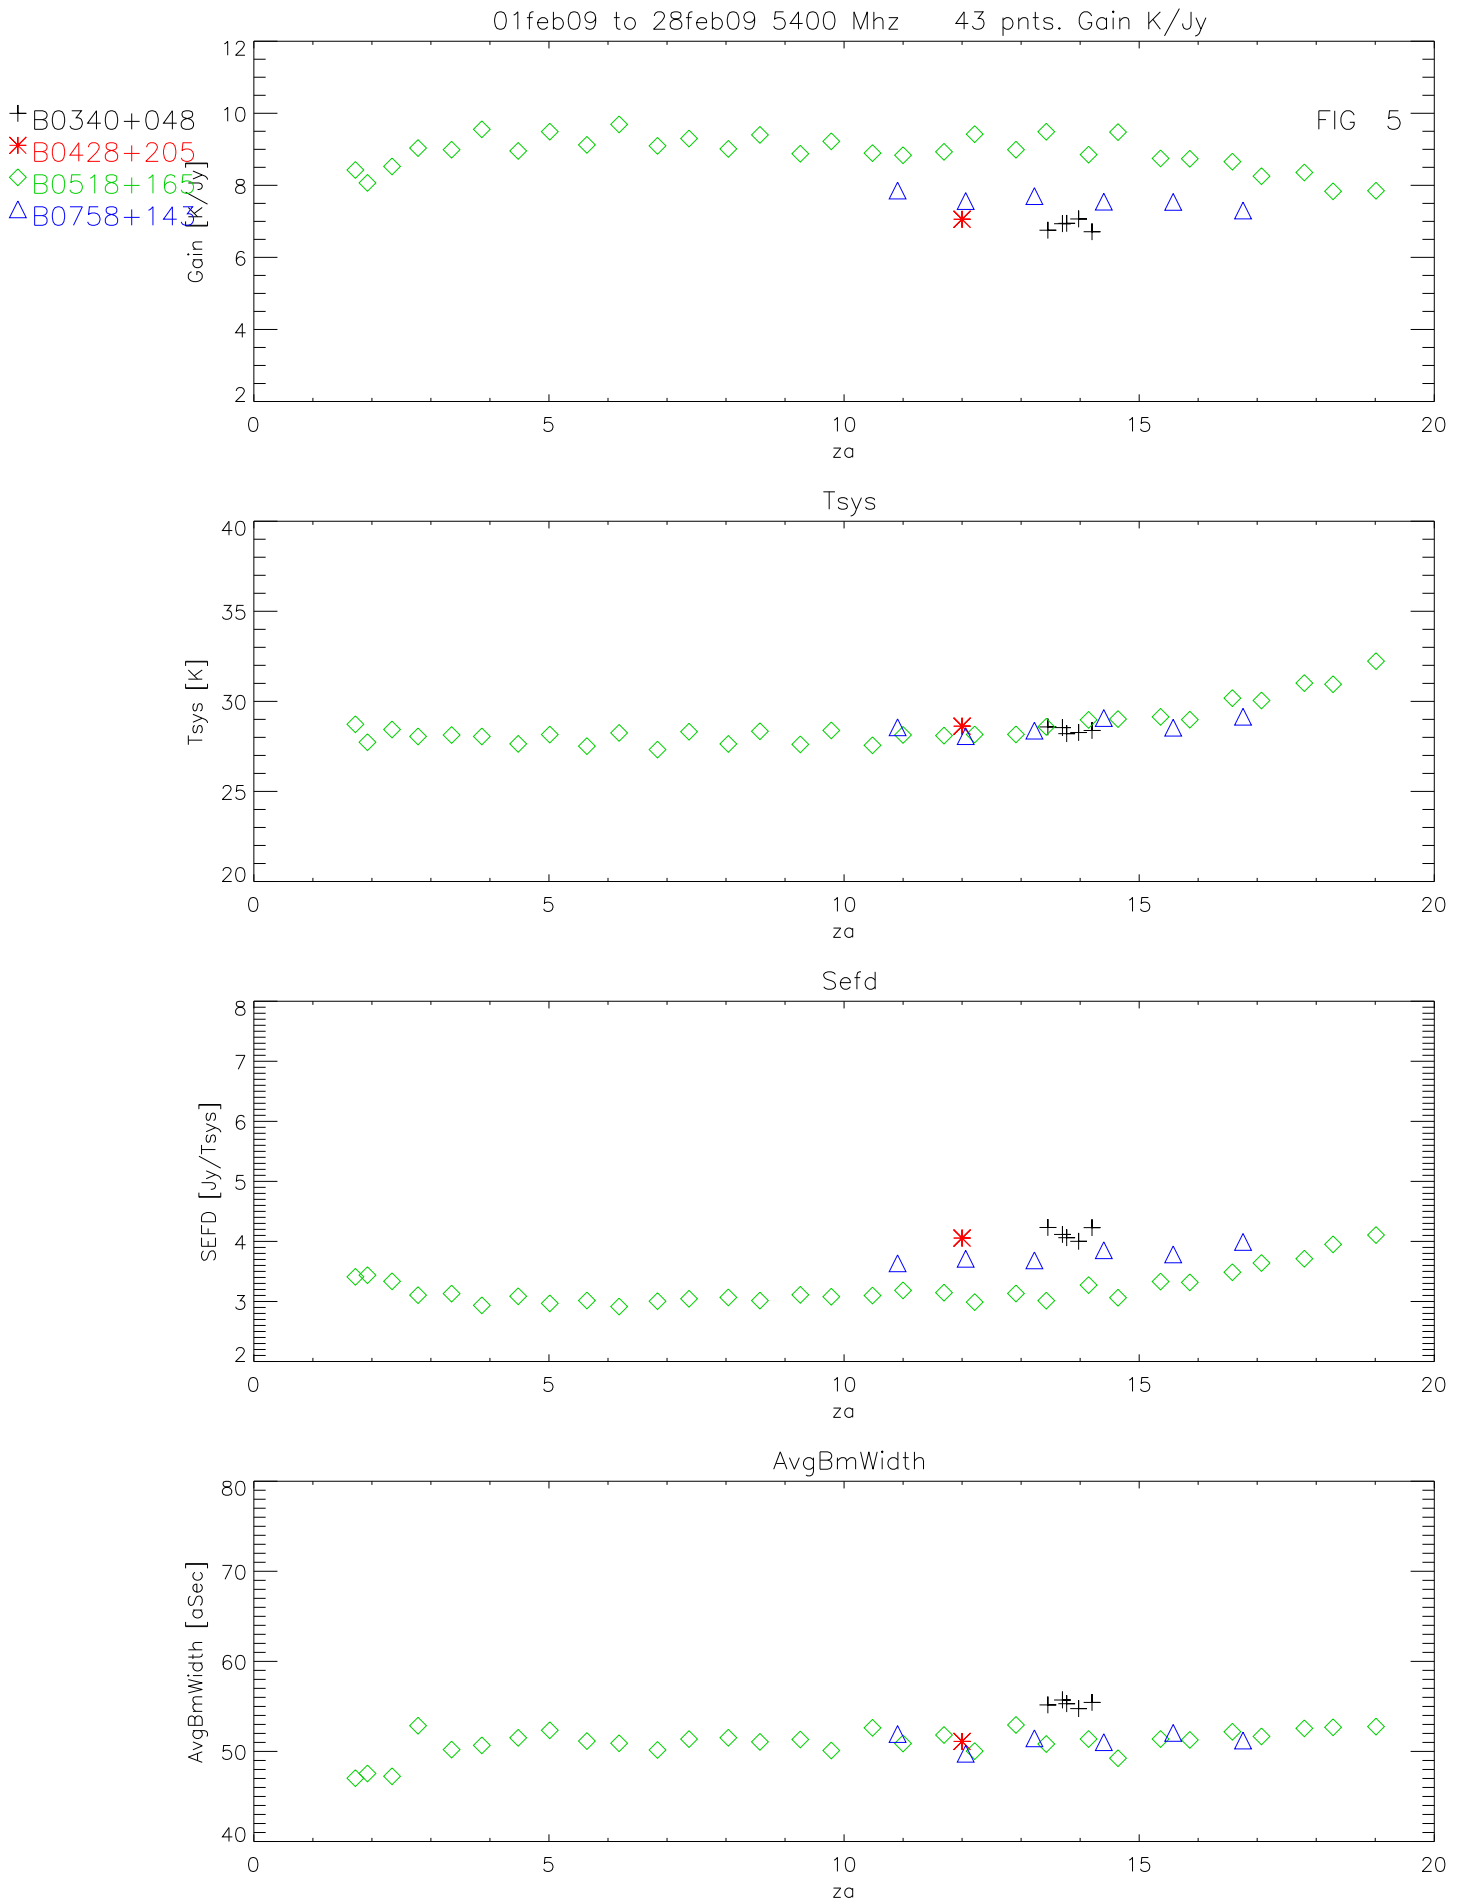 01feb09 to 28feb09 5400 Mhz 43 pnts. Gain K/Jy
12
10
8
6
4
2
B0340+048
B0428+205
B0518+165
B0758+143
FIG 5
Gain [K/Jy]
0 5 10 15 20
za
Tsys
40
35
30
25
20
Tsys [K]
0 5 10 15 20
za
Sefd
8
7
6
5
4
3
2
SEFD [Jy/Tsys]
0 5 10 15 20
za
AvgBmWidth
80
70
60
50
40
AvgBmWidth [aSec]
0 5 10 15 20
za